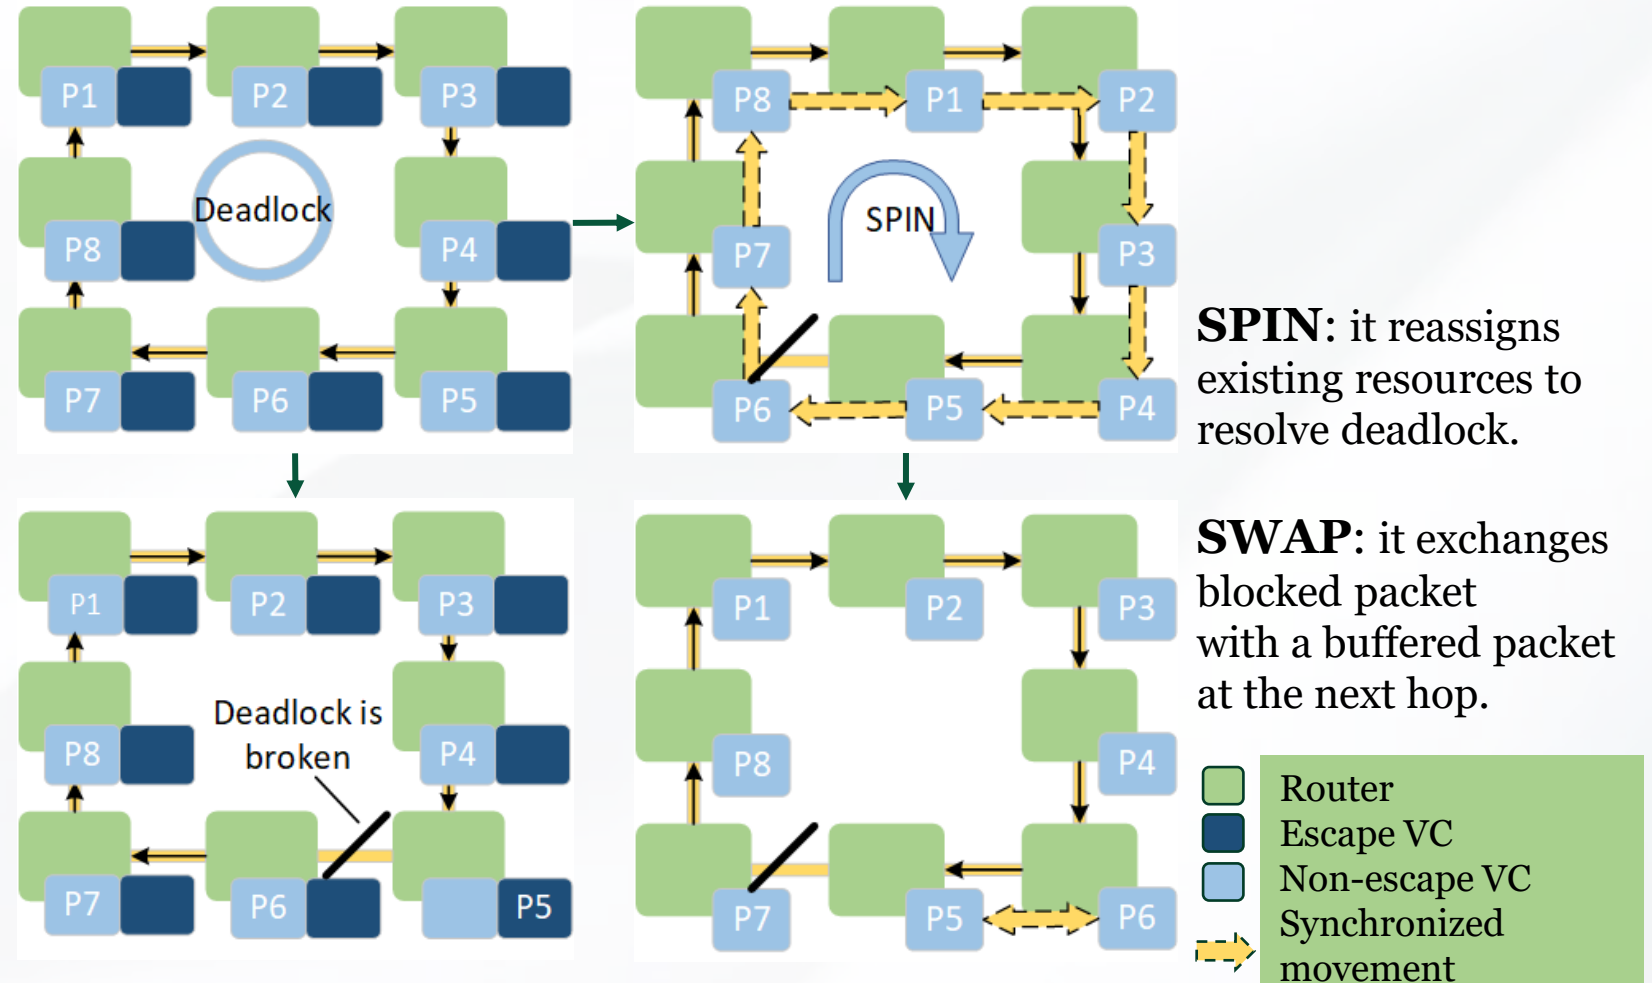 P1
P2
P3
Deadlock
P8
P4
P7
P6
P5
P8
P1
P2
SPIN
P7
P3
P6
P5
P4
P1
P2
P3
Deadlock is
broken
P8
P4
P7
P6
P5
P1
P2
P3
P8
P4
P7
P5
P6
SPIN: it reassigns
existing resources to
resolve deadlock.
SWAP: it exchanges
blocked packet
with a buffered packet
at the next hop.
Router
Escape VC
Non-escape VC
Synchronized
movement